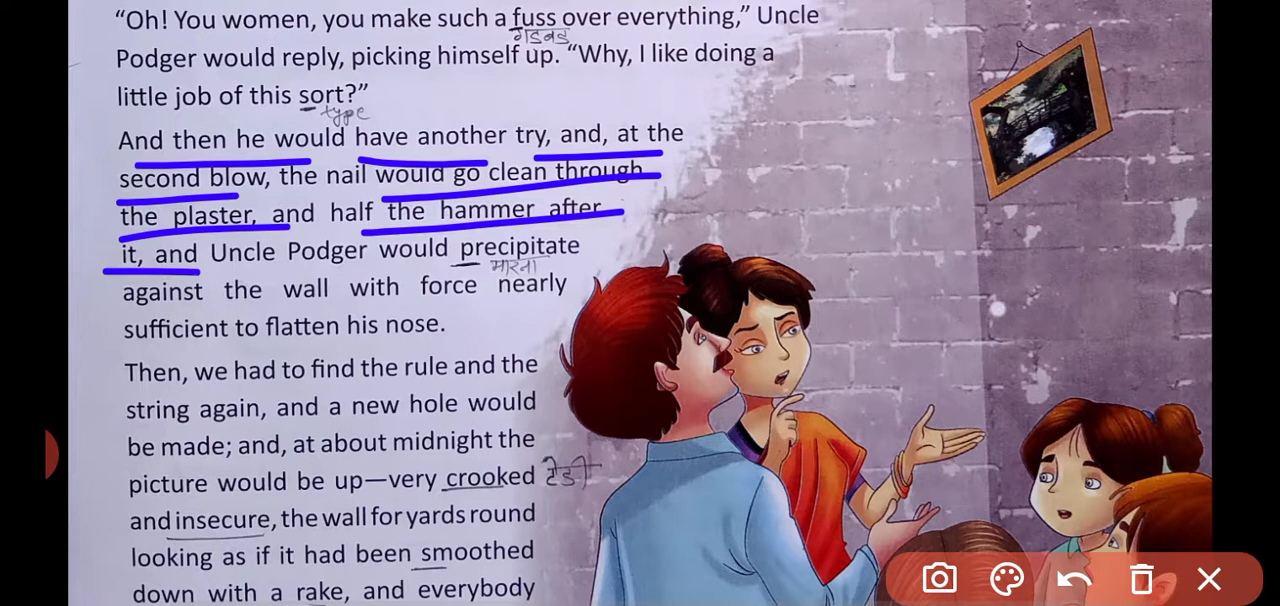 “Oh! You women, you make such a fuss over everything,” Uncle
गडबड
Podger would reply, picking himself up. “Why, I like doing a
little job of this sort?”
type
And then he would have another try, and, at the
second blow, the nail would go clean through
the plaster, and half the hammer after
it, and Uncle Podger would precipitate
मारना
against the wall with force nearly
sufficient to flatten his nose.
Then, we had to find the rule and the
string again, and a new hole would
be made; and, at about midnight the
picture would be up—very crooked टेडी
and insecure, the wall for yards round
looking as if it had been smoothed
down with a rake, and everybody